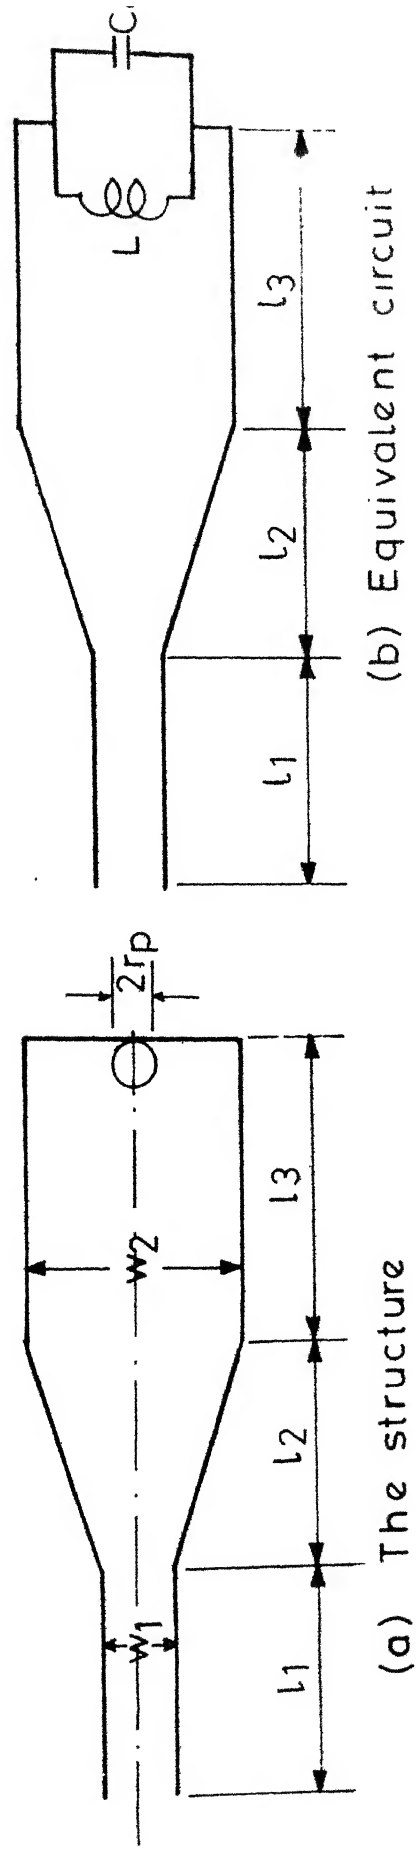 2rp
W1
W2
l1
l2
l3
(a) The structure
L
C
l1
l2
l3
(b) Equivalent circuit